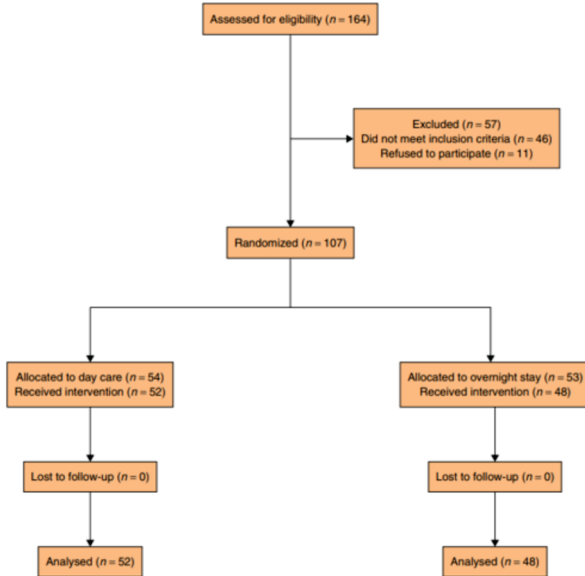 Assessed for eligibility (n = 164)
Excluded (n = 57)
Did not meet inclusion criteria (n = 46)
Refused to participate (n = 11)
Randomized (n = 107)
Allocated to day care (n = 54)
Received intervention (n = 52)
Allocated to overnight stay (n = 53)
Received intervention (n = 48)
Lost to follow-up (n = 0)
Lost to follow-up (n = 0)
Analysed (n = 52)
Analysed (n = 48)